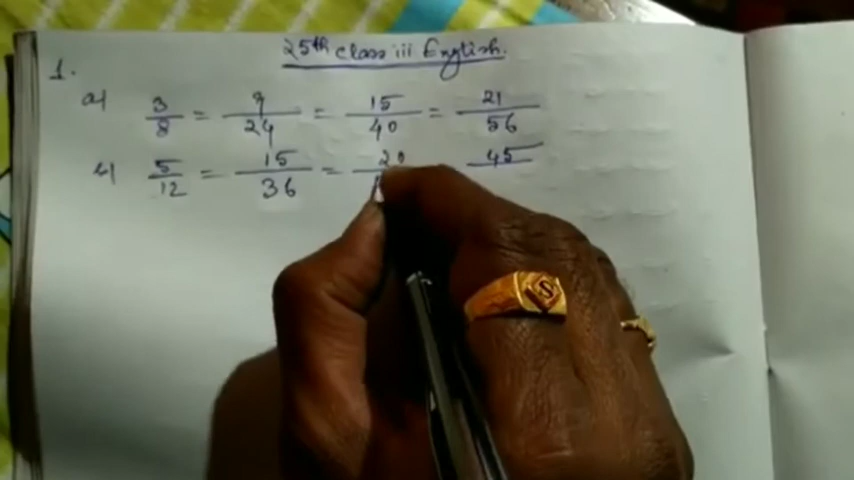 25th class iii English.
1.
a) 3/8 = 9/24 = 15/40 = 21/56
b) 5/12 = 15/36 = 20/ 45/
S